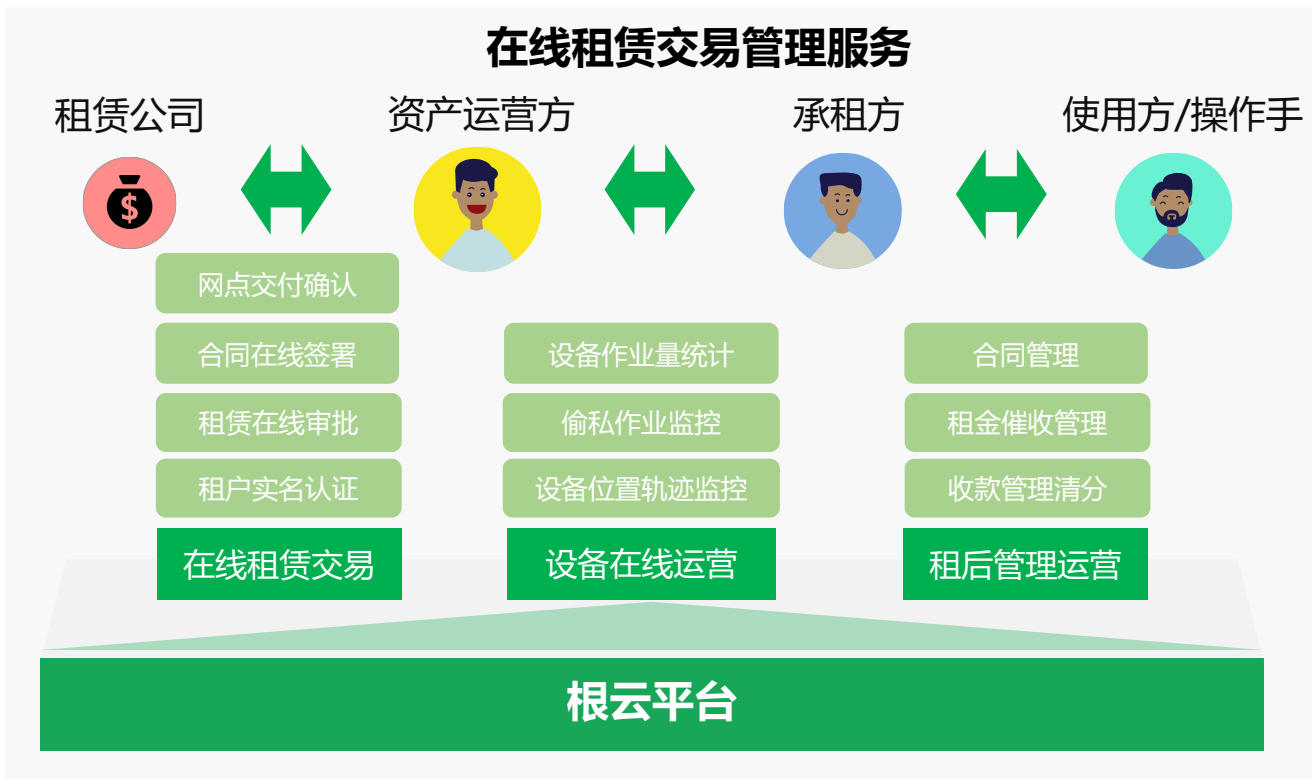 在线租赁交易管理服务
租赁公司
资产运营方
承租方
使用方/操作手
$
网点交付确认
合同在线签署
设备作业量统计
合同管理
租赁在线审批
偷私作业监控
租金催收管理
租户实名认证
设备位置轨迹监控
收款管理清分
在线租赁交易
设备在线运营
租后管理运营
根云平台